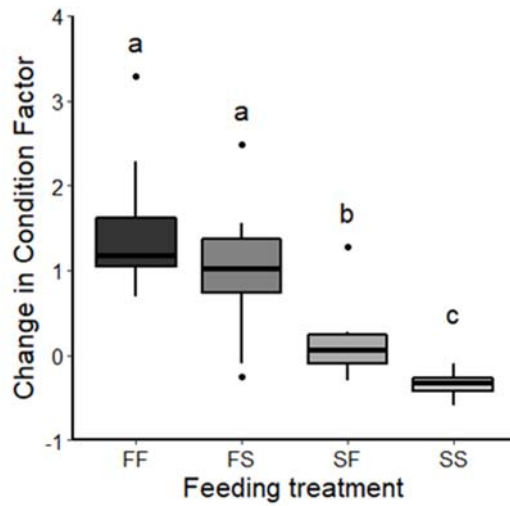 4
3
2
1
0
-1
Change in Condition Factor
a
a
b
c
FF FS SF SS
Feeding treatment